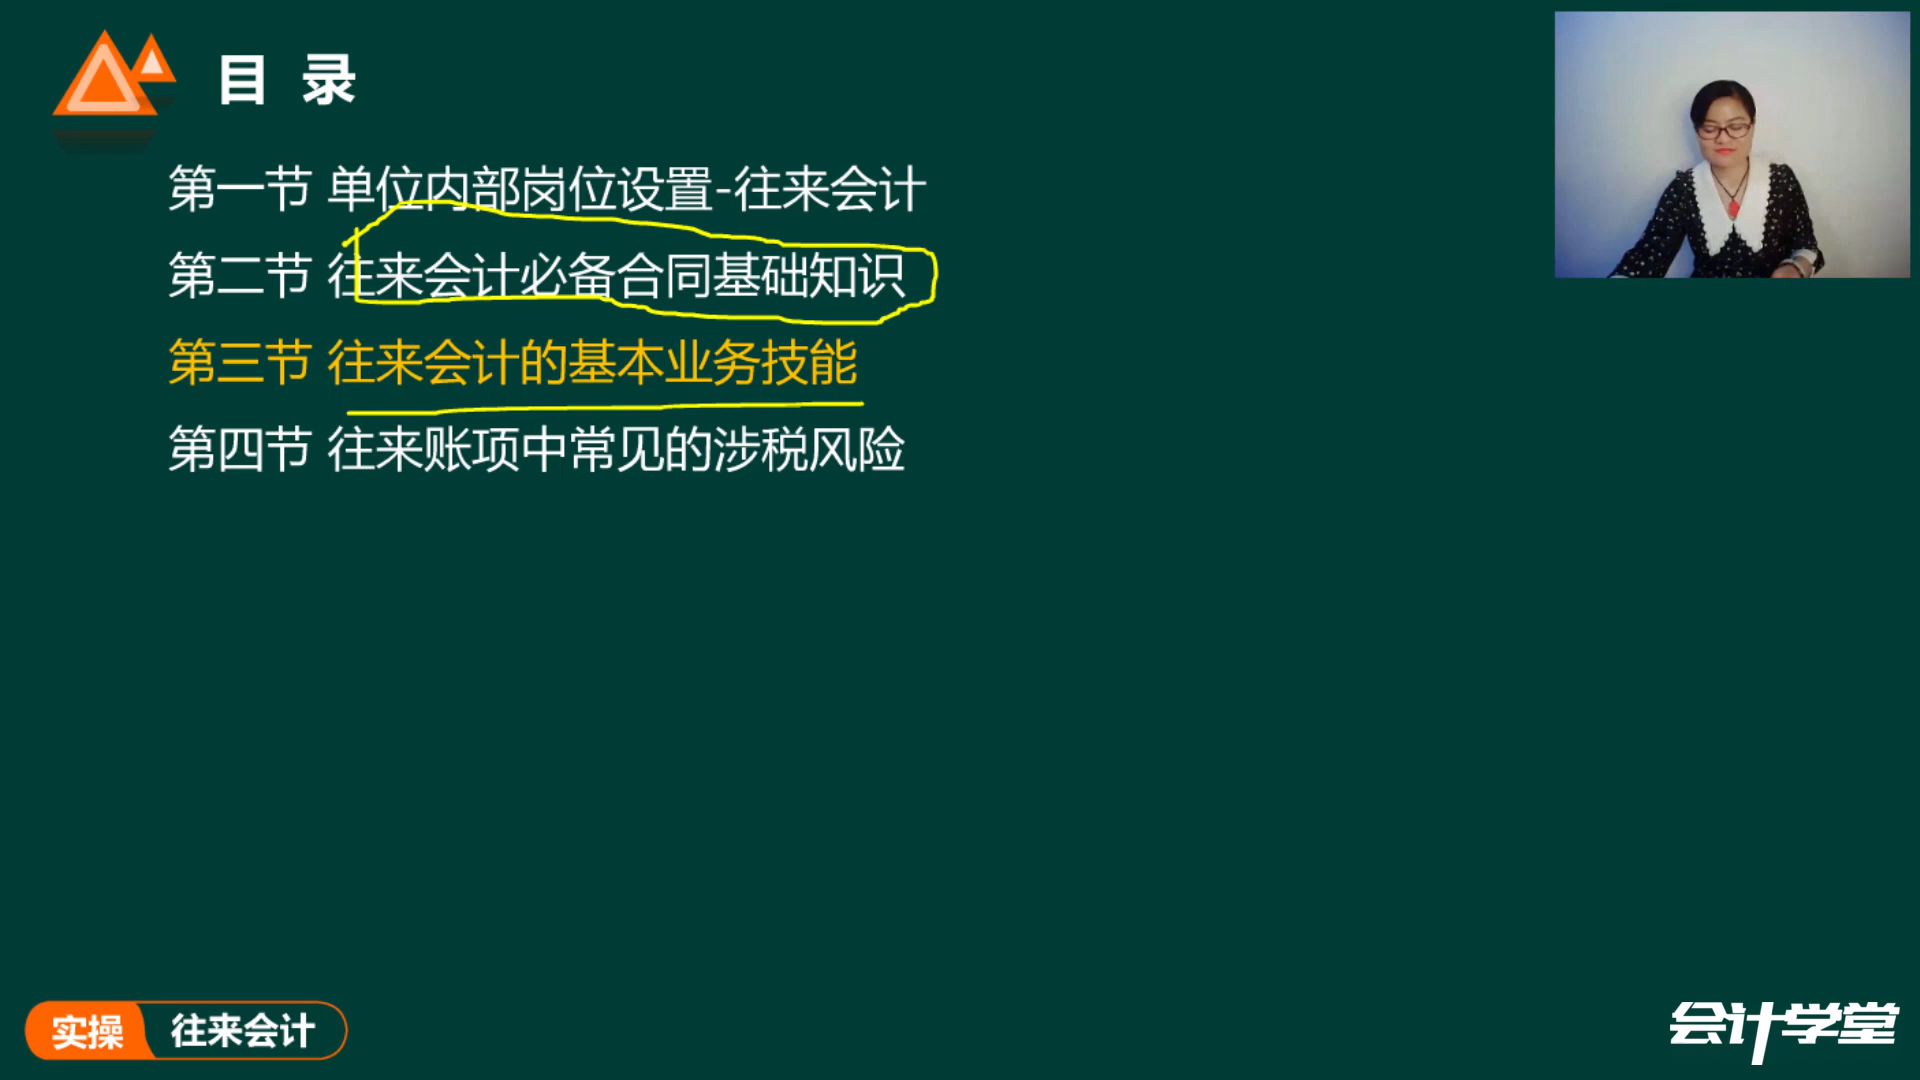 目 录
第一节 单位内部岗位设置-往来会计
第二节 往来会计必备合同基础知识
第三节 往来会计的基本业务技能
第四节 往来账项中常见的涉税风险
实操 往来会计
会计学堂